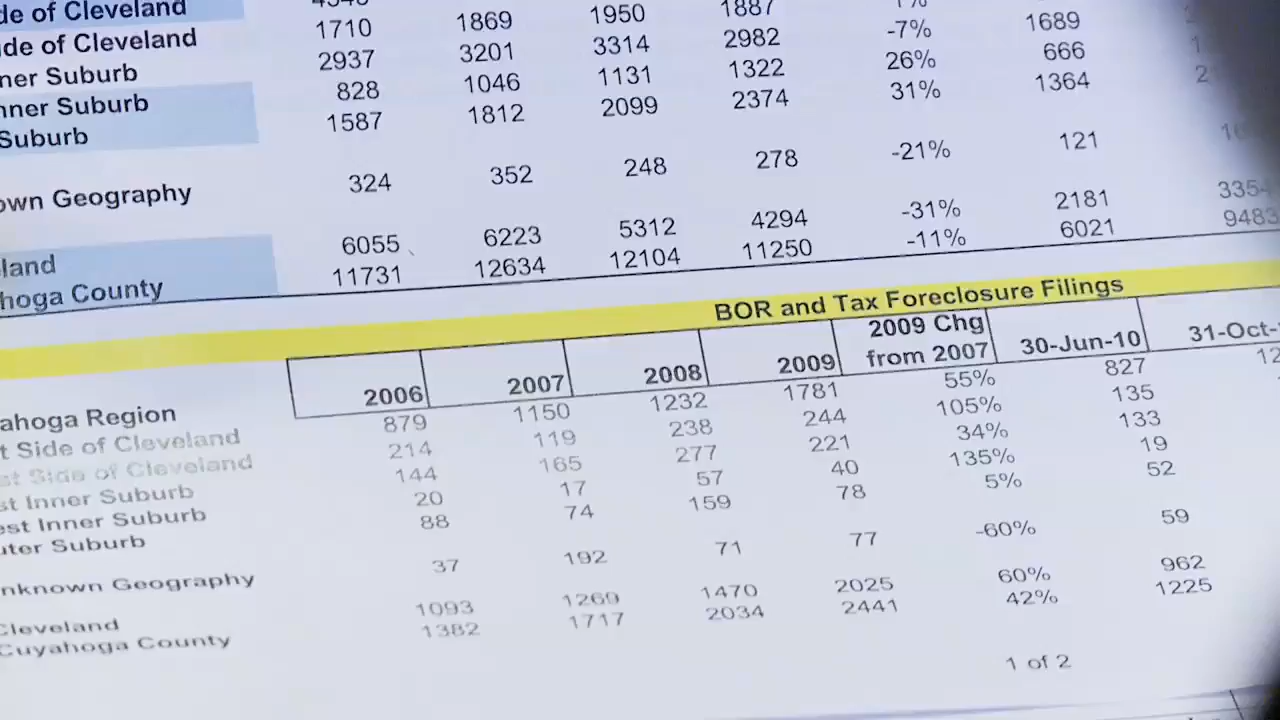 de of Cleveland
de of Cleveland 1710 1869 1950 1887
ner Suburb 2937 3201 3314 2982 -7% 1689
nner Suburb 828 1046 1131 1322 26% 666
Suburb 1587 1812 2099 2374 31% 1364
own Geography 324 352 248 278 -21% 121
land 6055 6223 5312 4294 -31% 2181 335
hoga County 11731 12634 12104 11250 -11% 6021 9483
BOR and Tax Foreclosure Filings
ahoga Region 2006 2007 2008 2009 2009 Chg from 2007 30-Jun-10 31-Oct-
t Side of Cleveland 879 1150 1232 1781 55% 827 12
st Side of Cleveland 214 119 238 244 105% 135
st Inner Suburb 144 165 277 221 34% 133
est Inner Suburb 20 17 57 40 135% 19
uter Suburb 88 74 159 78 5% 52
nknown Geography 37 192 71 77 -60% 59
Cleveland 1093 1269 1470 2025 60% 962
Cuyahoga County 1382 1717 2034 2441 42% 1225
1 of 2